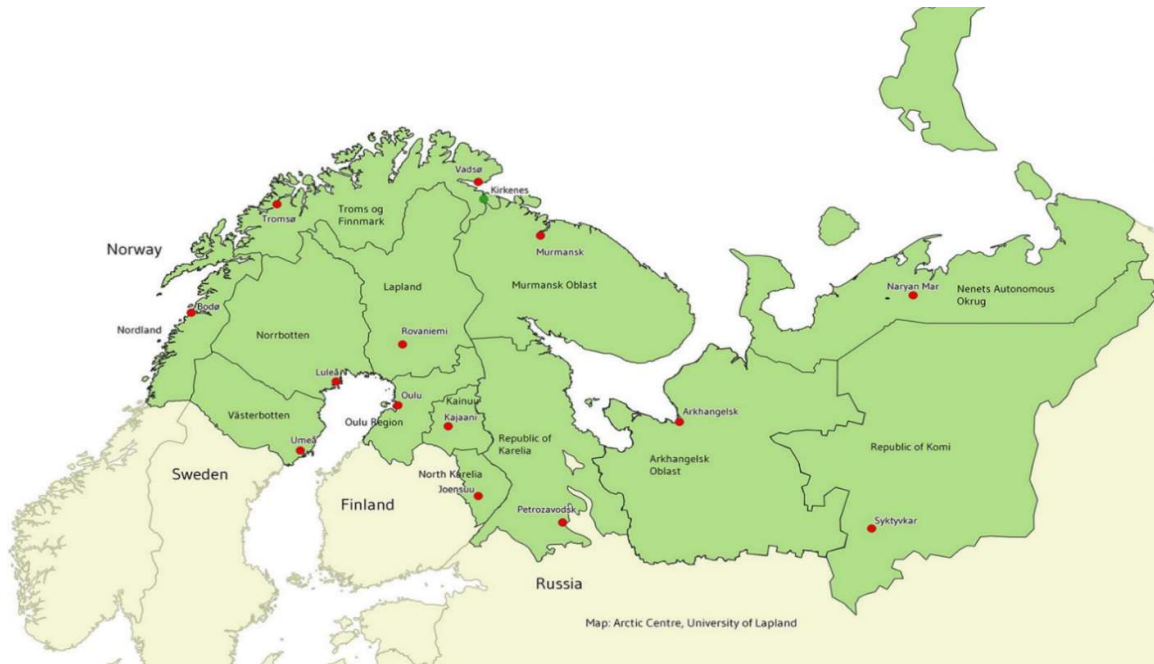 Vadsø
Kirkenes
Tromsø
Troms og
Finnmark
Norway
Murmansk
Lapland
Murmansk Oblast
Naryan Mar
Nenets Autonomous
Okrug
Bodø
Nordland
Norrbotten
Rovaniemi
Luleå
Oulu
Kainuu
Västerbotten
Oulu Region
Kajaani
Arkhangelsk
Umeå
Republic of
Karelia
Arkhangelsk
Oblast
Republic of Komi
Sweden
North Karelia
Joensuu
Finland
Petrozavodsk
Syktyvkar
Russia
Map: Arctic Centre, University of Lapland